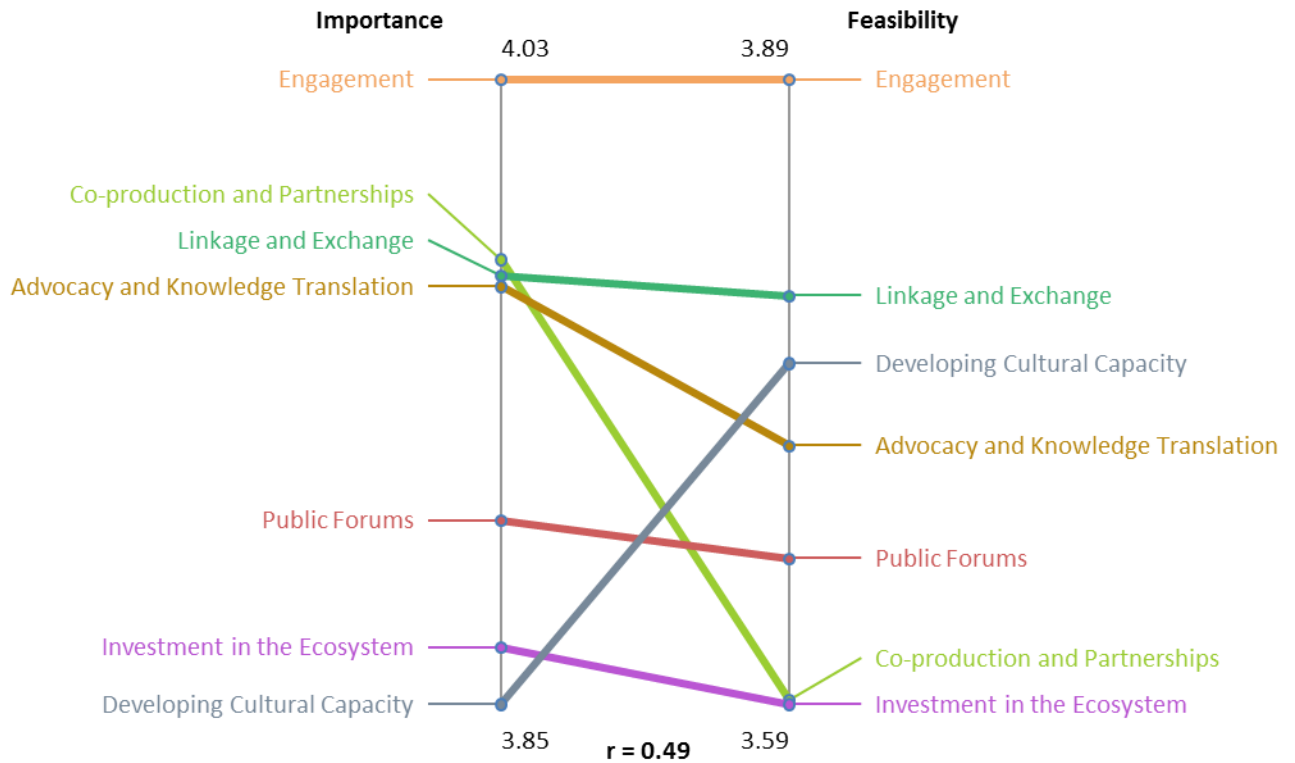 Importance
Feasibility
4.03
3.89
Engagement
Engagement
Co-production and Partnerships
Linkage and Exchange
Advocacy and Knowledge Translation
Linkage and Exchange
Developing Cultural Capacity
Advocacy and Knowledge Translation
Public Forums
Public Forums
Investment in the Ecosystem
Co-production and Partnerships
Developing Cultural Capacity
Investment in the Ecosystem
3.85
r = 0.49
3.59